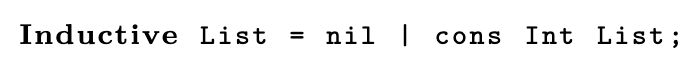 Inductive List = nil | cons Int List;